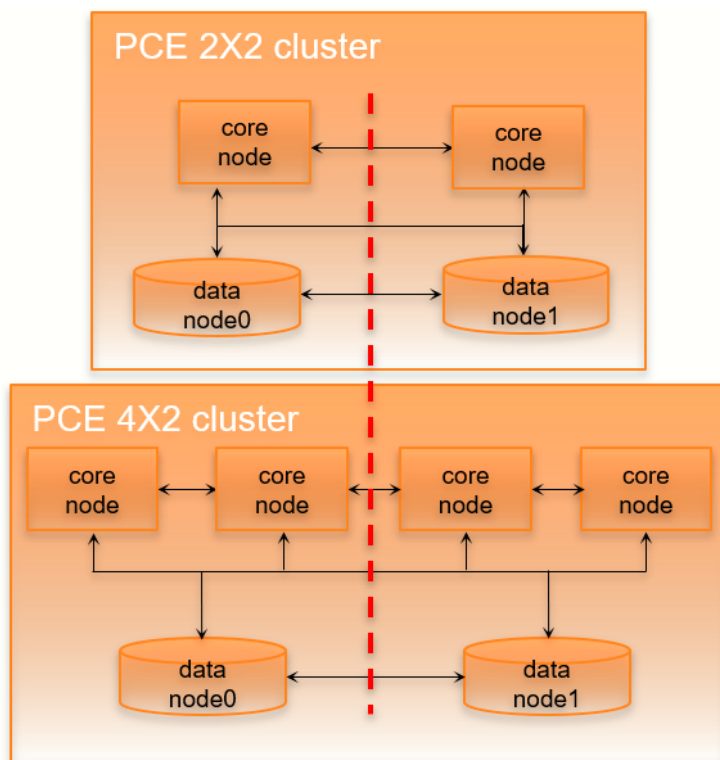 PCE 2X2 cluster
core
node
core
node
data
node0
data
node1
PCE 4X2 cluster
core
node
core
node
core
node
core
node
data
node0
data
node1